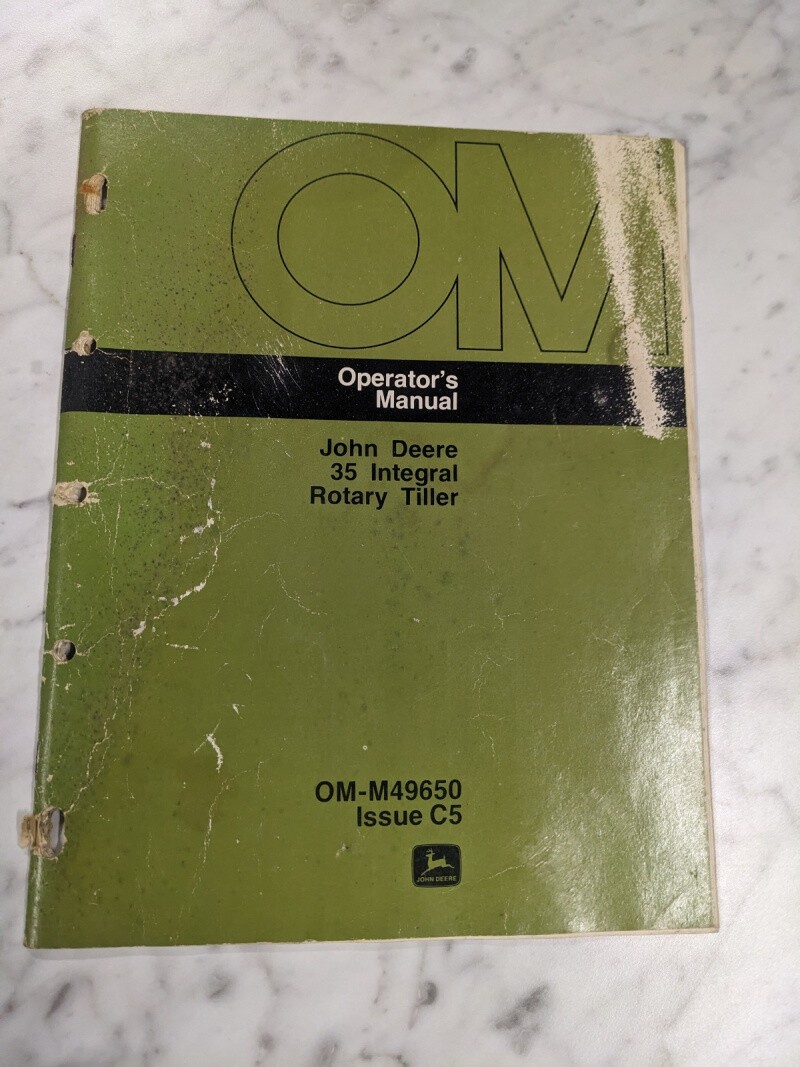 OM
Operator's
Manual
John Deere
35 Integral
Rotary Tiller
OM-M49650
Issue C5
JOHN DEERE